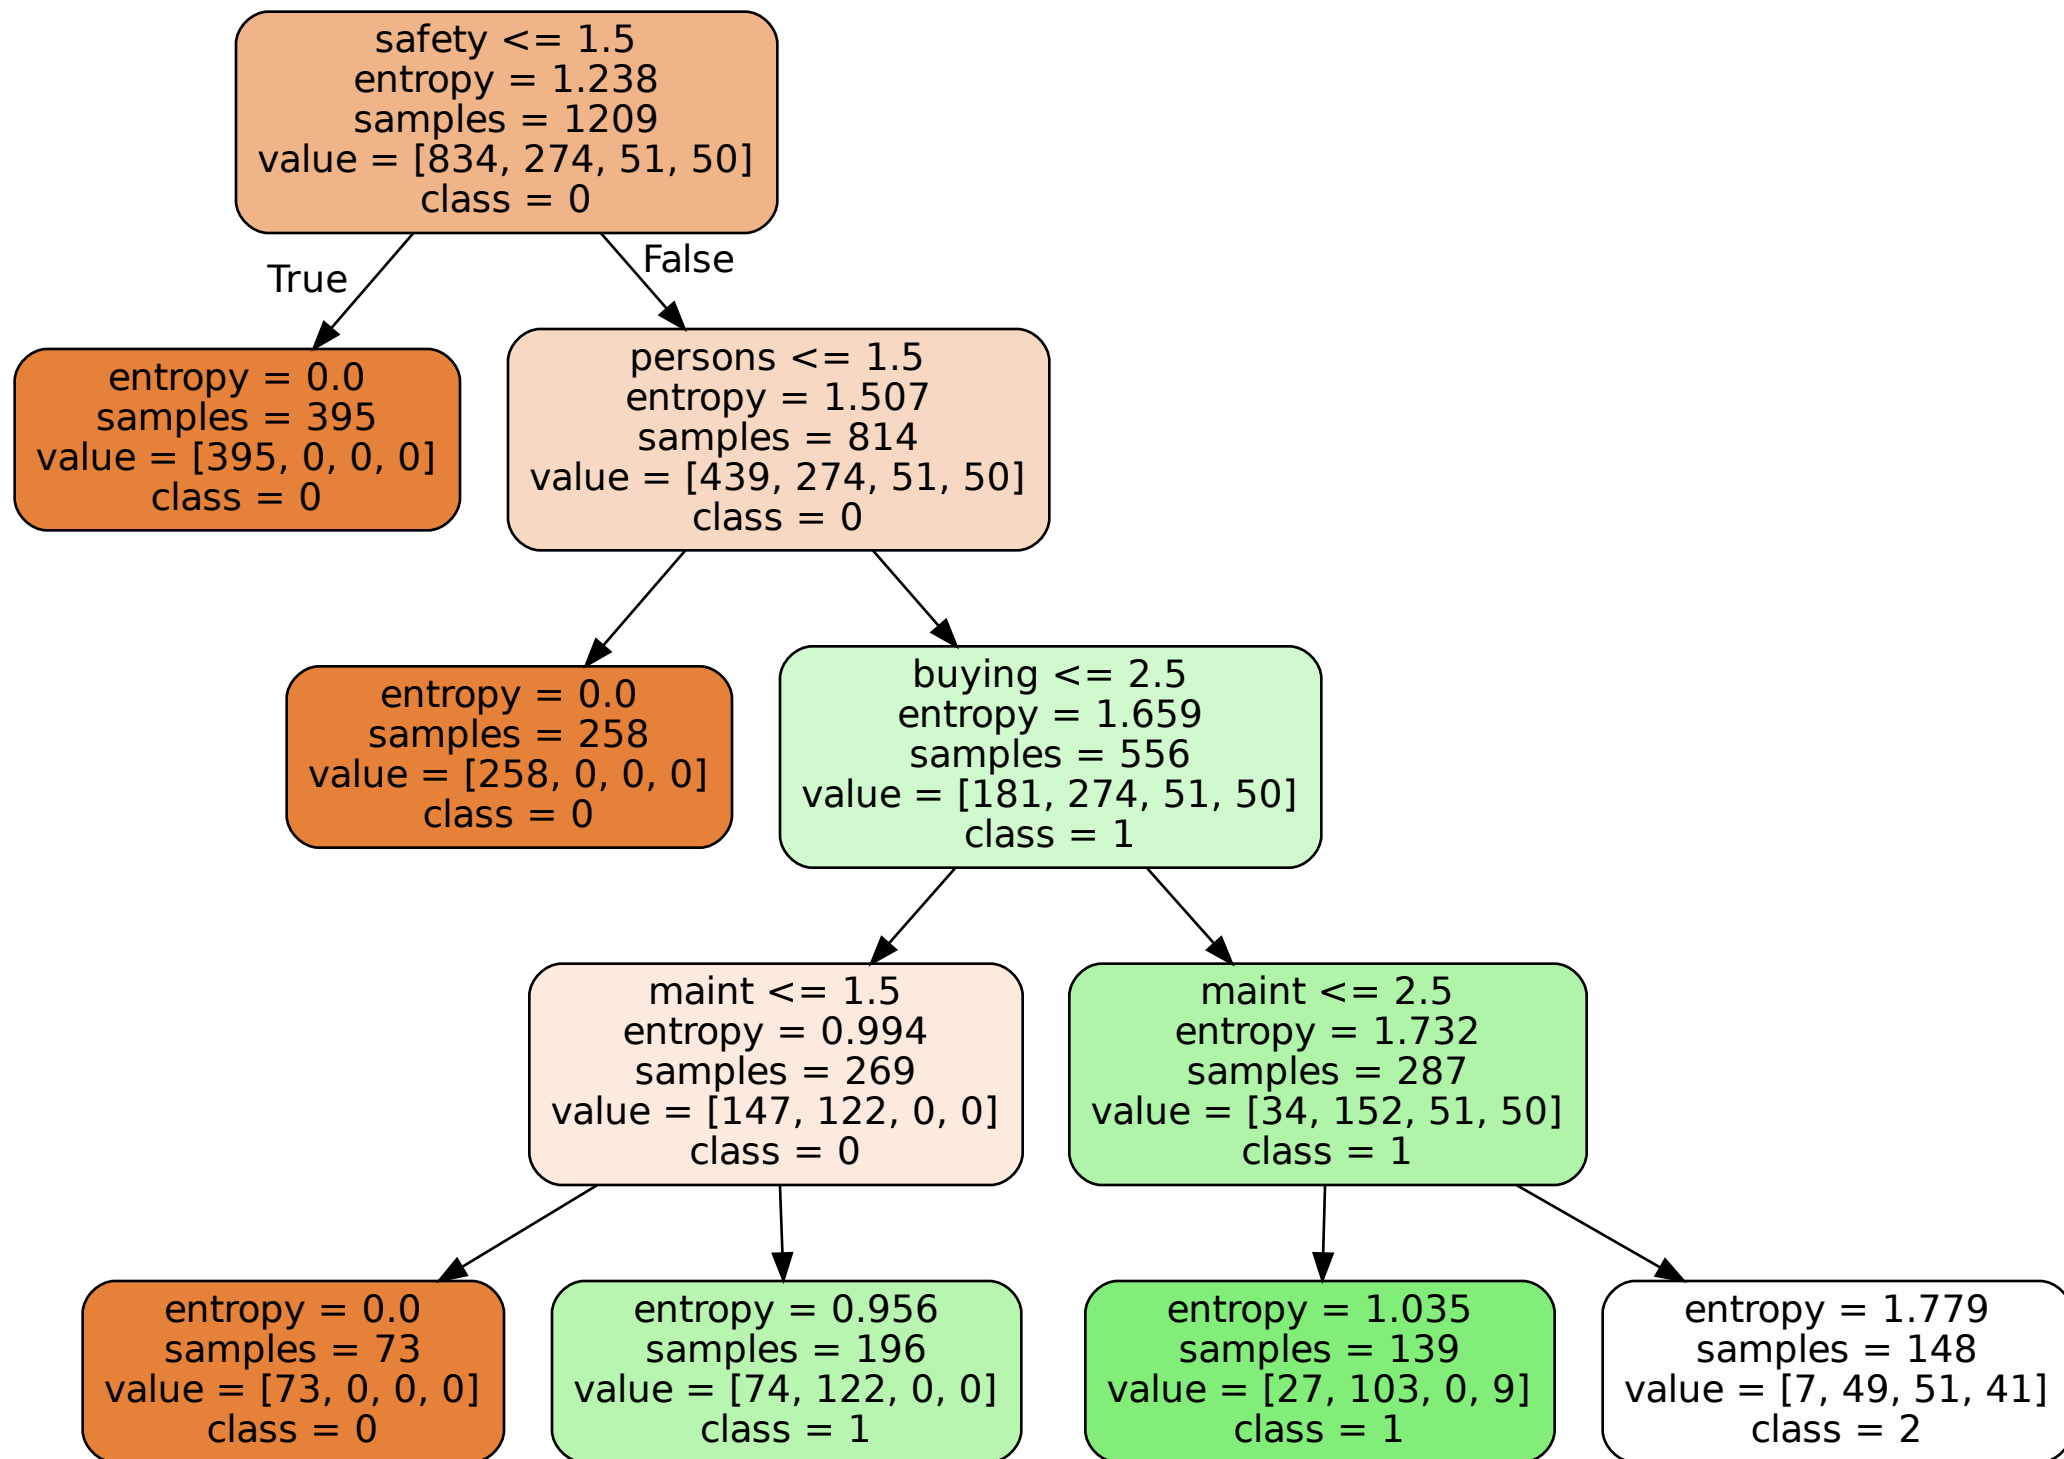 safety <= 1.5
entropy = 1.238
samples = 1209
value = [834, 274, 51, 50]
class = 0
True
False
entropy = 0.0
samples = 395
value = [395, 0, 0, 0]
class = 0
persons <= 1.5
entropy = 1.507
samples = 814
value = [439, 274, 51, 50]
class = 0
entropy = 0.0
samples = 258
value = [258, 0, 0, 0]
class = 0
buying <= 2.5
entropy = 1.659
samples = 556
value = [181, 274, 51, 50]
class = 1
maint <= 1.5
entropy = 0.994
samples = 269
value = [147, 122, 0, 0]
class = 0
maint <= 2.5
entropy = 1.732
samples = 287
value = [34, 152, 51, 50]
class = 1
entropy = 0.0
samples = 73
value = [73, 0, 0, 0]
class = 0
entropy = 0.956
samples = 196
value = [74, 122, 0, 0]
class = 1
entropy = 1.035
samples = 139
value = [27, 103, 0, 9]
class = 1
entropy = 1.779
samples = 148
value = [7, 49, 51, 41]
class = 2